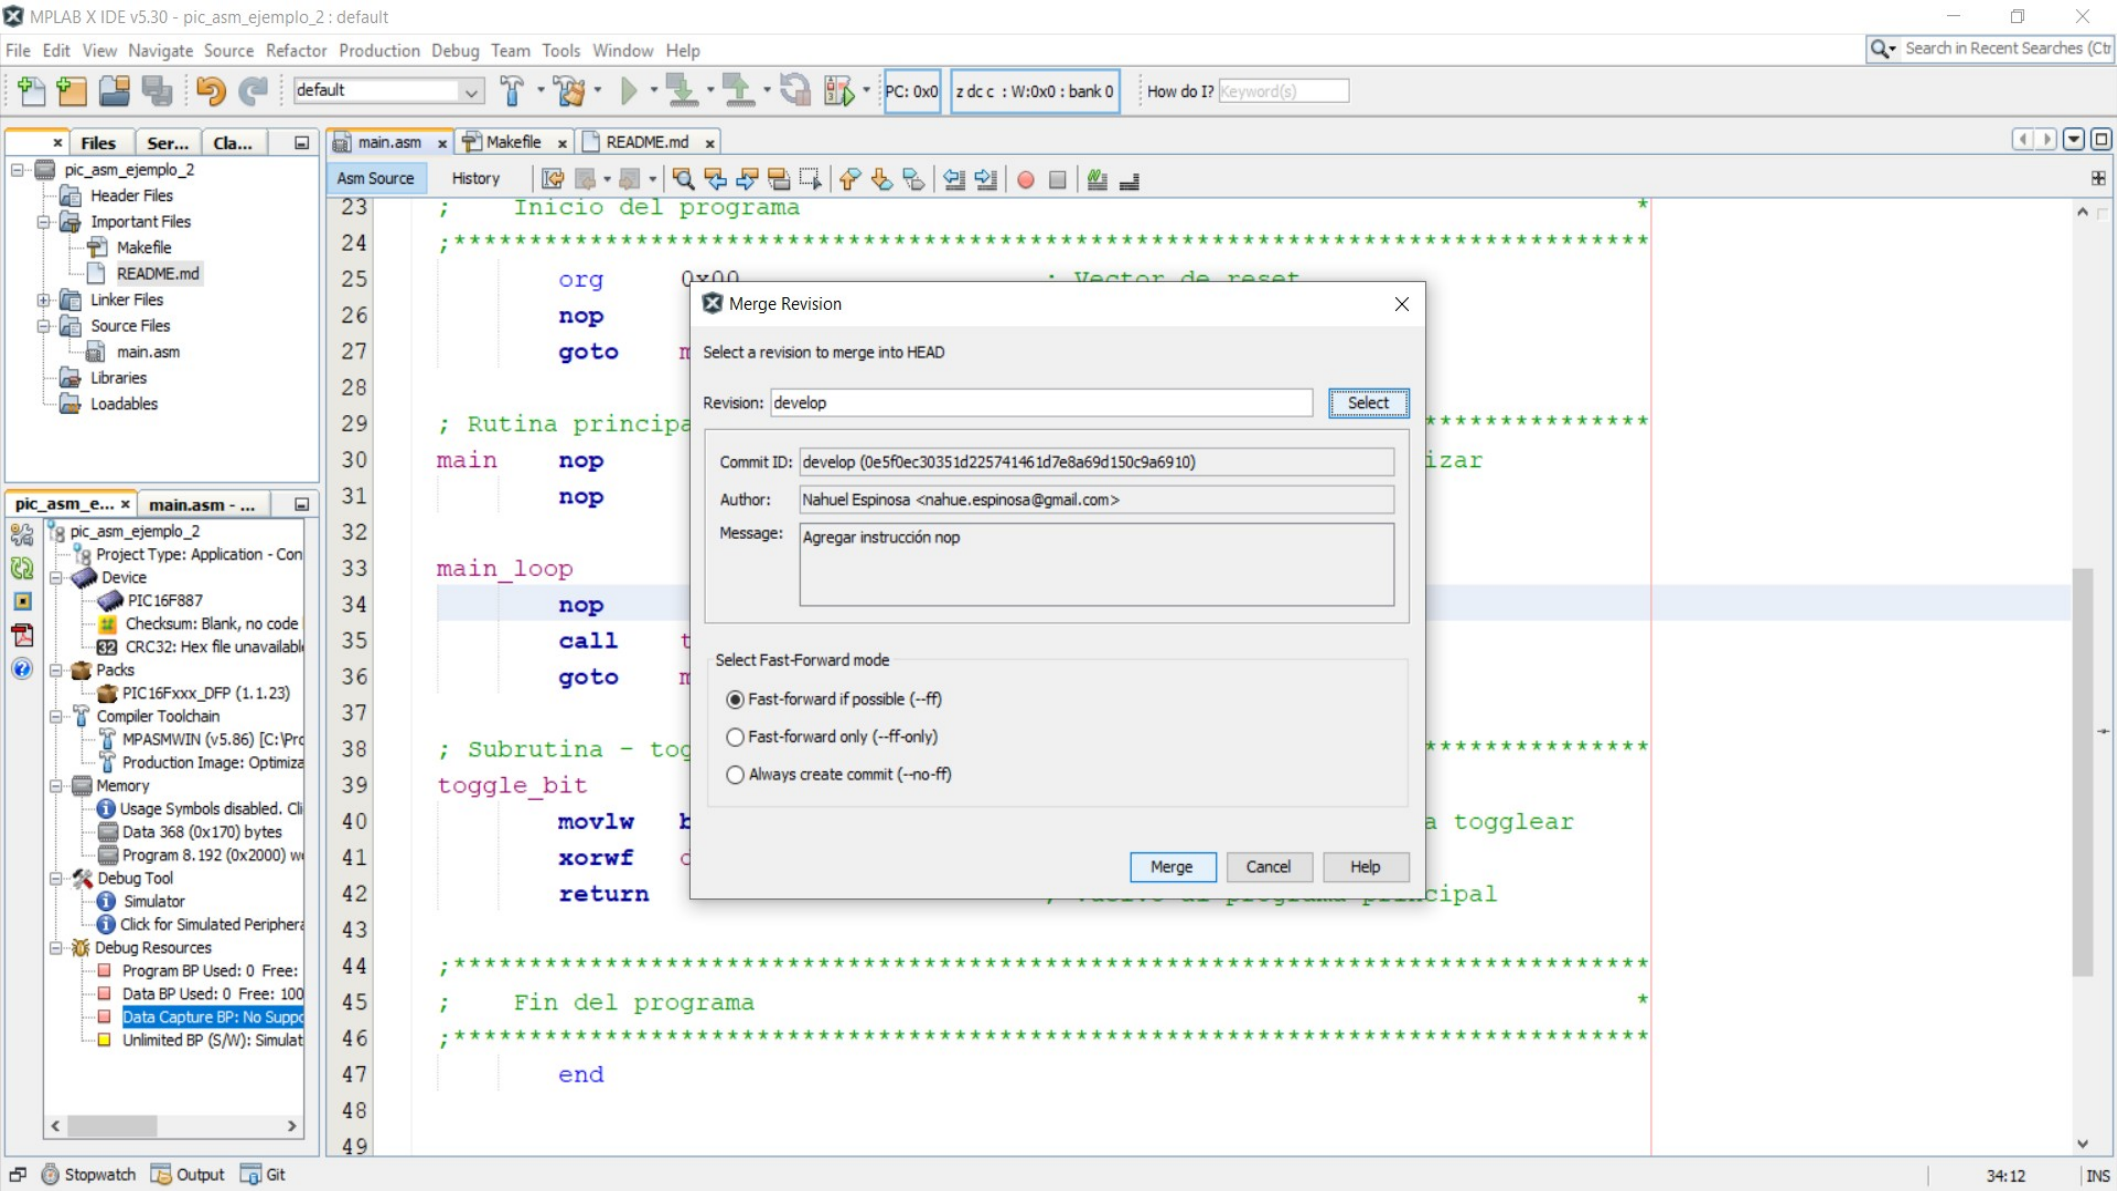 MPLAB X IDE v5.30 - pic_asm_ejemplo_2 : default
File Edit View Navigate Source Refactor Production Debug Team Tools Window Help
Search in Recent Searches (Ctr
default
PC: 0x0
z dc c : W:0x0 : bank 0
How do I? Keyword(s)
Files Ser... Cla...
pic_asm_ejemplo_2
Header Files
Important Files
Makefile
README.md
Linker Files
Source Files
main.asm
Libraries
Loadables
pic_asm_e... main.asm - ...
pic_asm_ejemplo_2
Project Type: Application - Con
Device
PIC16F887
Checksum: Blank, no code
CRC32: Hex file unavailabl
Packs
PIC16Fxxx_DFP (1.1.23)
Compiler Toolchain
MPASMWIN (v5.86) [C:\Pro
Production Image: Optimiza
Memory
Usage Symbols disabled. Cli
Data 368 (0x170) bytes
Program 8.192 (0x2000) w
Debug Tool
Simulator
Click for Simulated Periphera
Debug Resources
Program BP Used: 0 Free:
Data BP Used: 0 Free: 100
Data Capture BP: No Suppo
Unlimited BP (S/W): Simulat
main.asm Makefile README.md
Asm Source History
23 ; Inicio del programa *
24 ;*******************************************************************************
25 org 0x00 ; Vector de reset
26 nop
27 goto m
28
29 ; Rutina principa ***************
30 main nop izar
31 nop
32
33 main_loop
34 nop
35 call t
36 goto m
37
38 ; Subrutina - tog ***************
39 toggle_bit
40 movlw b a togglear
41 xorwf
42 return ; Vuelvo al programa principal
43
44 ;*******************************************************************************
45 ; Fin del programa *
46 ;*******************************************************************************
47 end
48
49
Merge Revision
Select a revision to merge into HEAD
Revision: develop Select
Commit ID: develop (0e5f0ec30351d225741461d7e8a69d150c9a6910)
Author: Nahuel Espinosa <nahue.espinosa@gmail.com>
Message: Agregar instrucción nop
Select Fast-Forward mode
Fast-forward if possible (--ff)
Fast-forward only (--ff-only)
Always create commit (--no-ff)
Merge Cancel Help
Stopwatch Output Git
34:12 INS